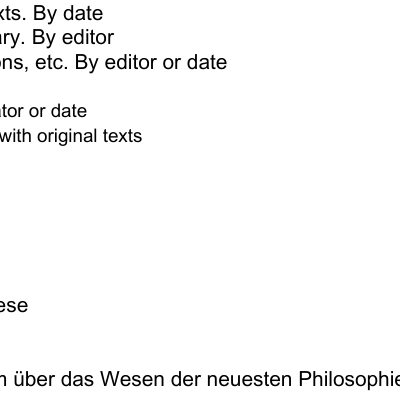 xts. By date
ary. By editor
ons, etc. By editor or date
ator or date
with original texts
ese
über das Wesen der neuesten Philosophie